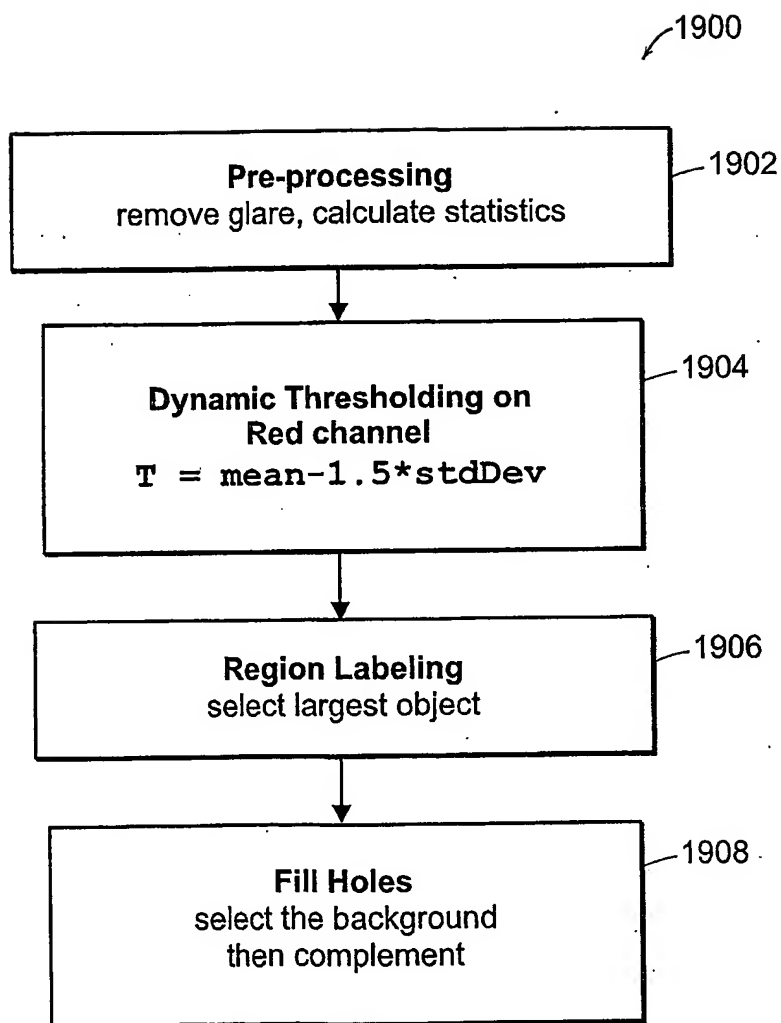 1900
Pre-processing
remove glare, calculate statistics
1902
Dynamic Thresholding on
Red channel
T = mean-1.5*stdDev
1904
Region Labeling
select largest object
1906
Fill Holes
select the background
then complement
1908